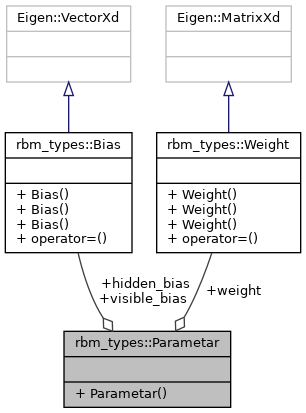 Eigen::VectorXd
Eigen::MatrixXd
rbm_types::Bias
+ Bias()
+ Bias()
+ Bias()
+ operator=()
rbm_types::Weight
+ Weight()
+ Weight()
+ Weight()
+ operator=()
+hidden_bias
+visible_bias
+weight
rbm_types::Parametar
+ Parametar()